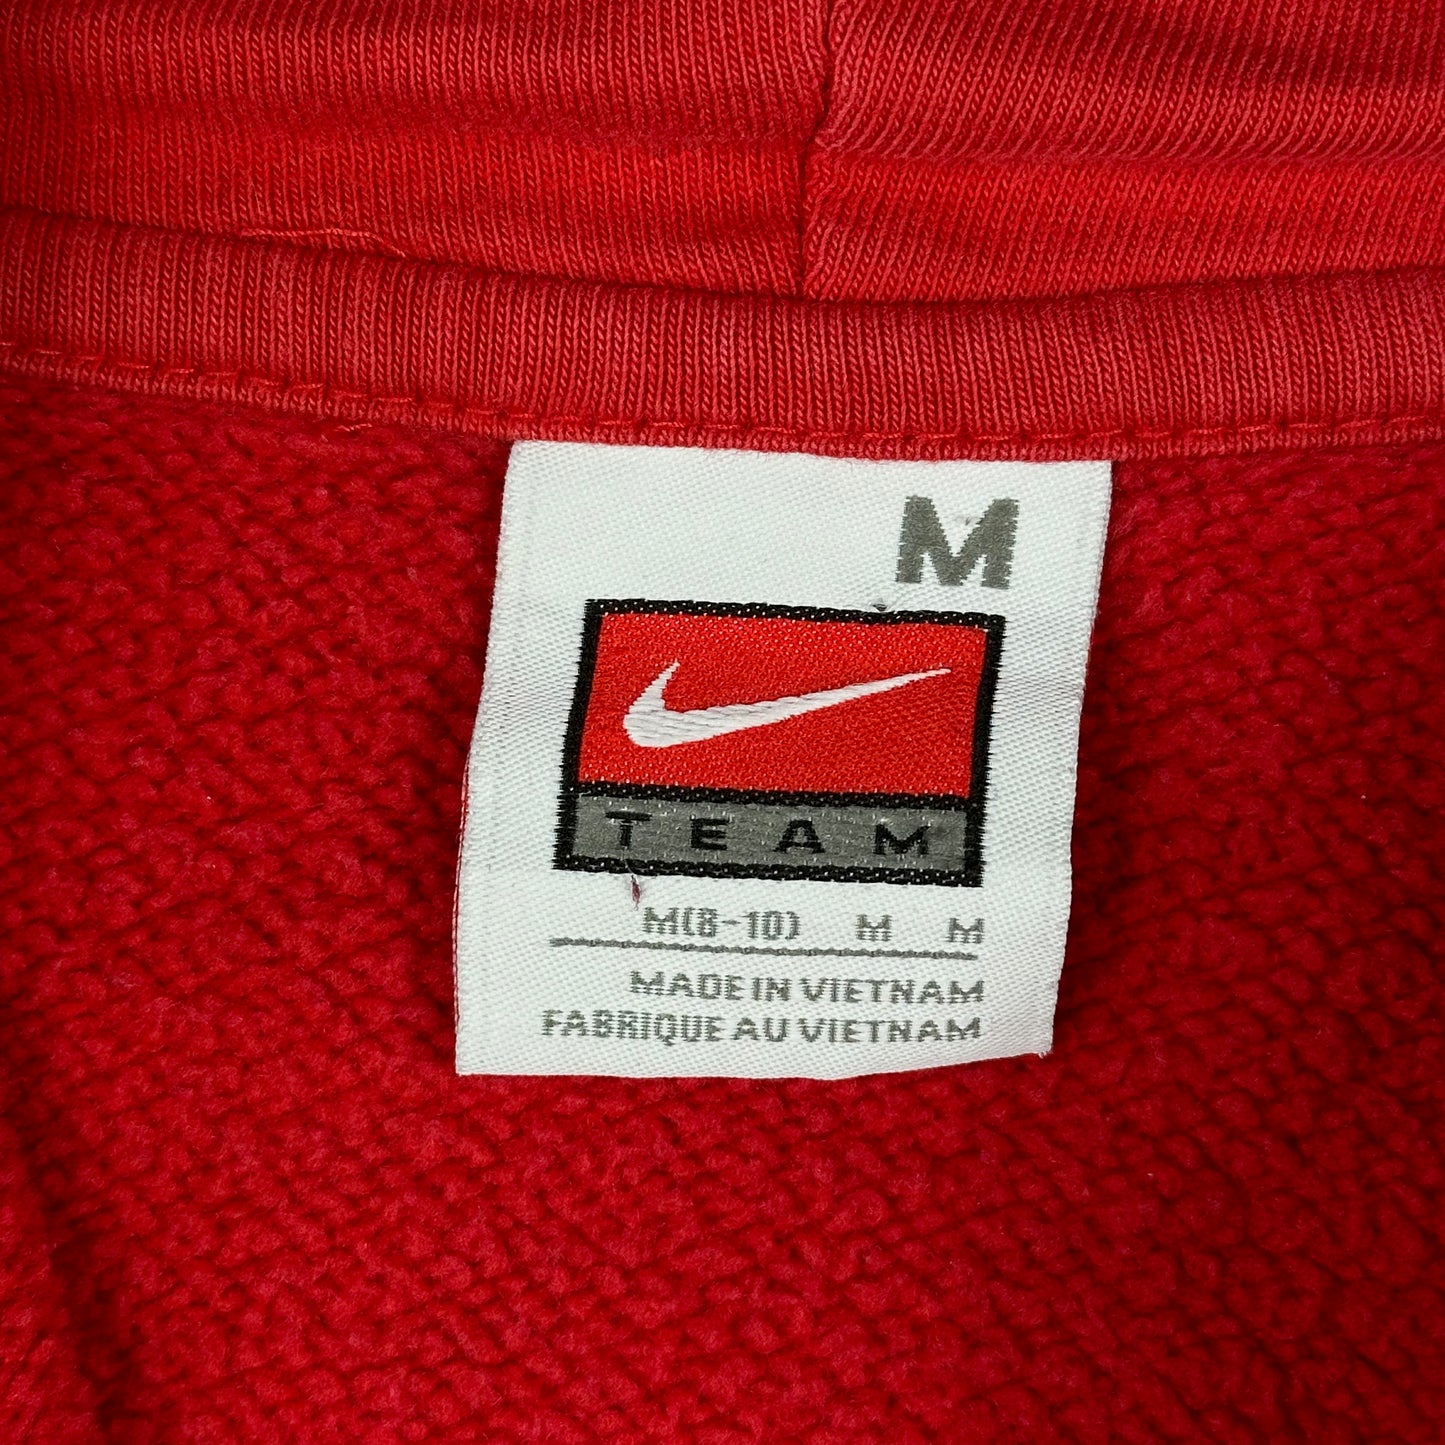 M
TEAM
M(8-10) M M
MADE IN VIETNAM
FABRIQUE AU VIETNAM